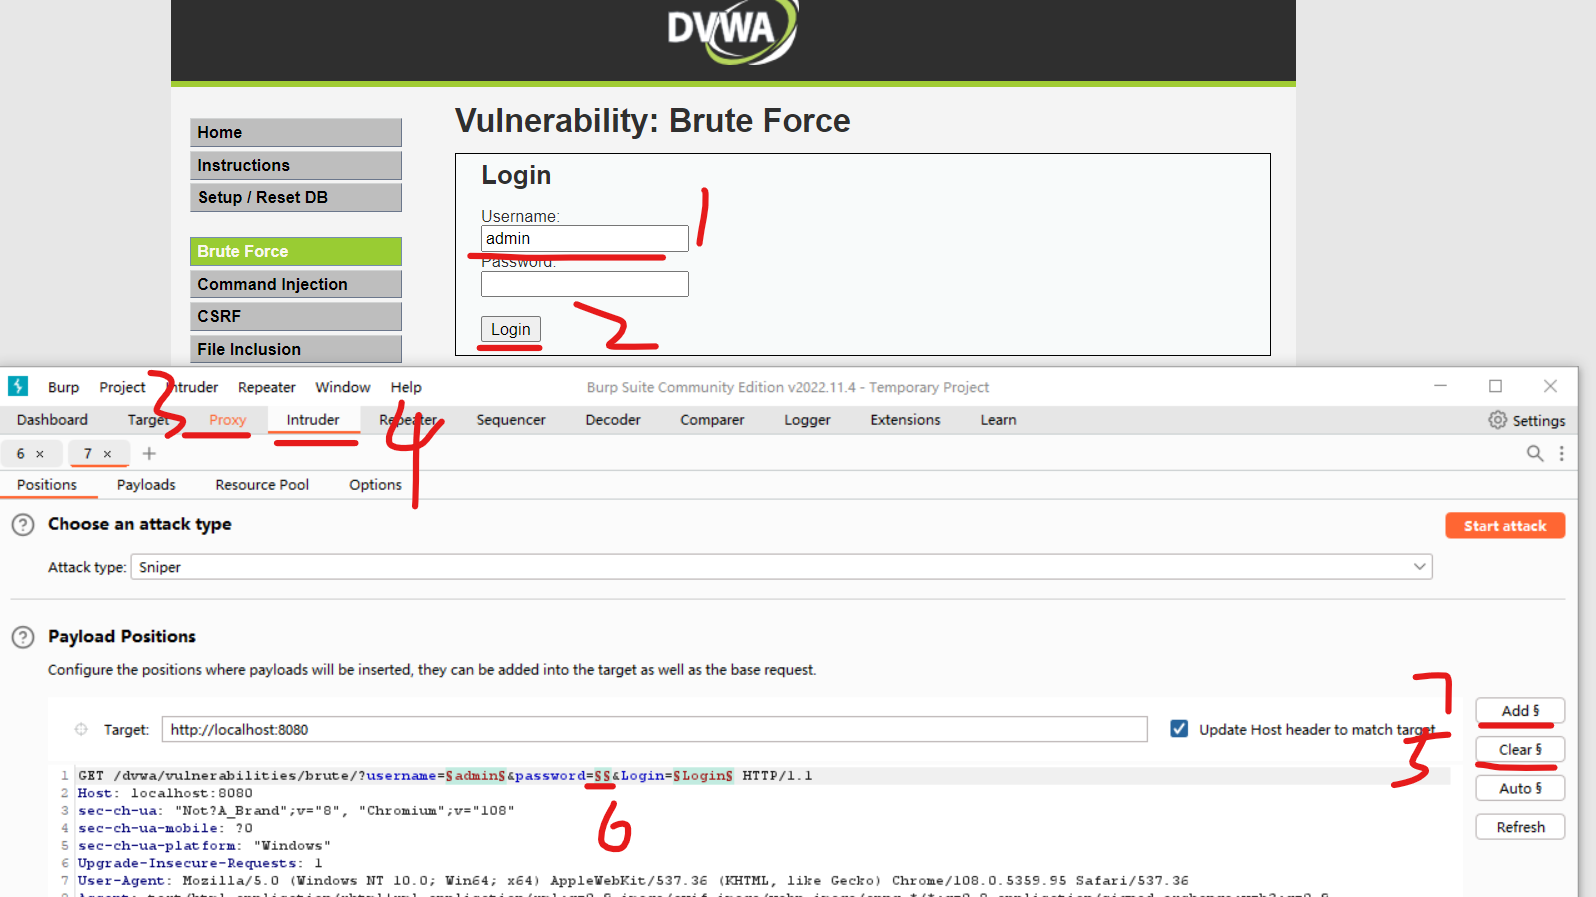 DVWA
Vulnerability: Brute Force
Home
Instructions
Setup / Reset DB
Brute Force
Command Injection
CSRF
File Inclusion
Login
Username:
1
admin
Password:
2
Login
Burp Project Intruder Repeater Window Help
Burp Suite Community Edition v2022.11.4 - Temporary Project
3
4
Dashboard Target Proxy Intruder Repeater Sequencer Decoder Comparer Logger Extensions Learn Settings
6 × 7 × +
Positions Payloads Resource Pool Options
? Choose an attack type
Start attack
Attack type: Sniper
? Payload Positions
Configure the positions where payloads will be inserted, they can be added into the target as well as the base request.
7
Add §
Target: http://localhost:8080
Update Host header to match target
5
Clear §
Auto §
Refresh
1 GET /dvwa/vulnerabilities/brute/?username=§admin§&password=§§&Login=§Login§ HTTP/1.1
6
2 Host: localhost:8080
3 sec-ch-ua: "Not?A_Brand";v="8", "Chromium";v="108"
4 sec-ch-ua-mobile: ?0
5 sec-ch-ua-platform: "Windows"
6 Upgrade-Insecure-Requests: 1
7 User-Agent: Mozilla/5.0 (Windows NT 10.0; Win64; x64) AppleWebKit/537.36 (KHTML, like Gecko) Chrome/108.0.5359.95 Safari/537.36